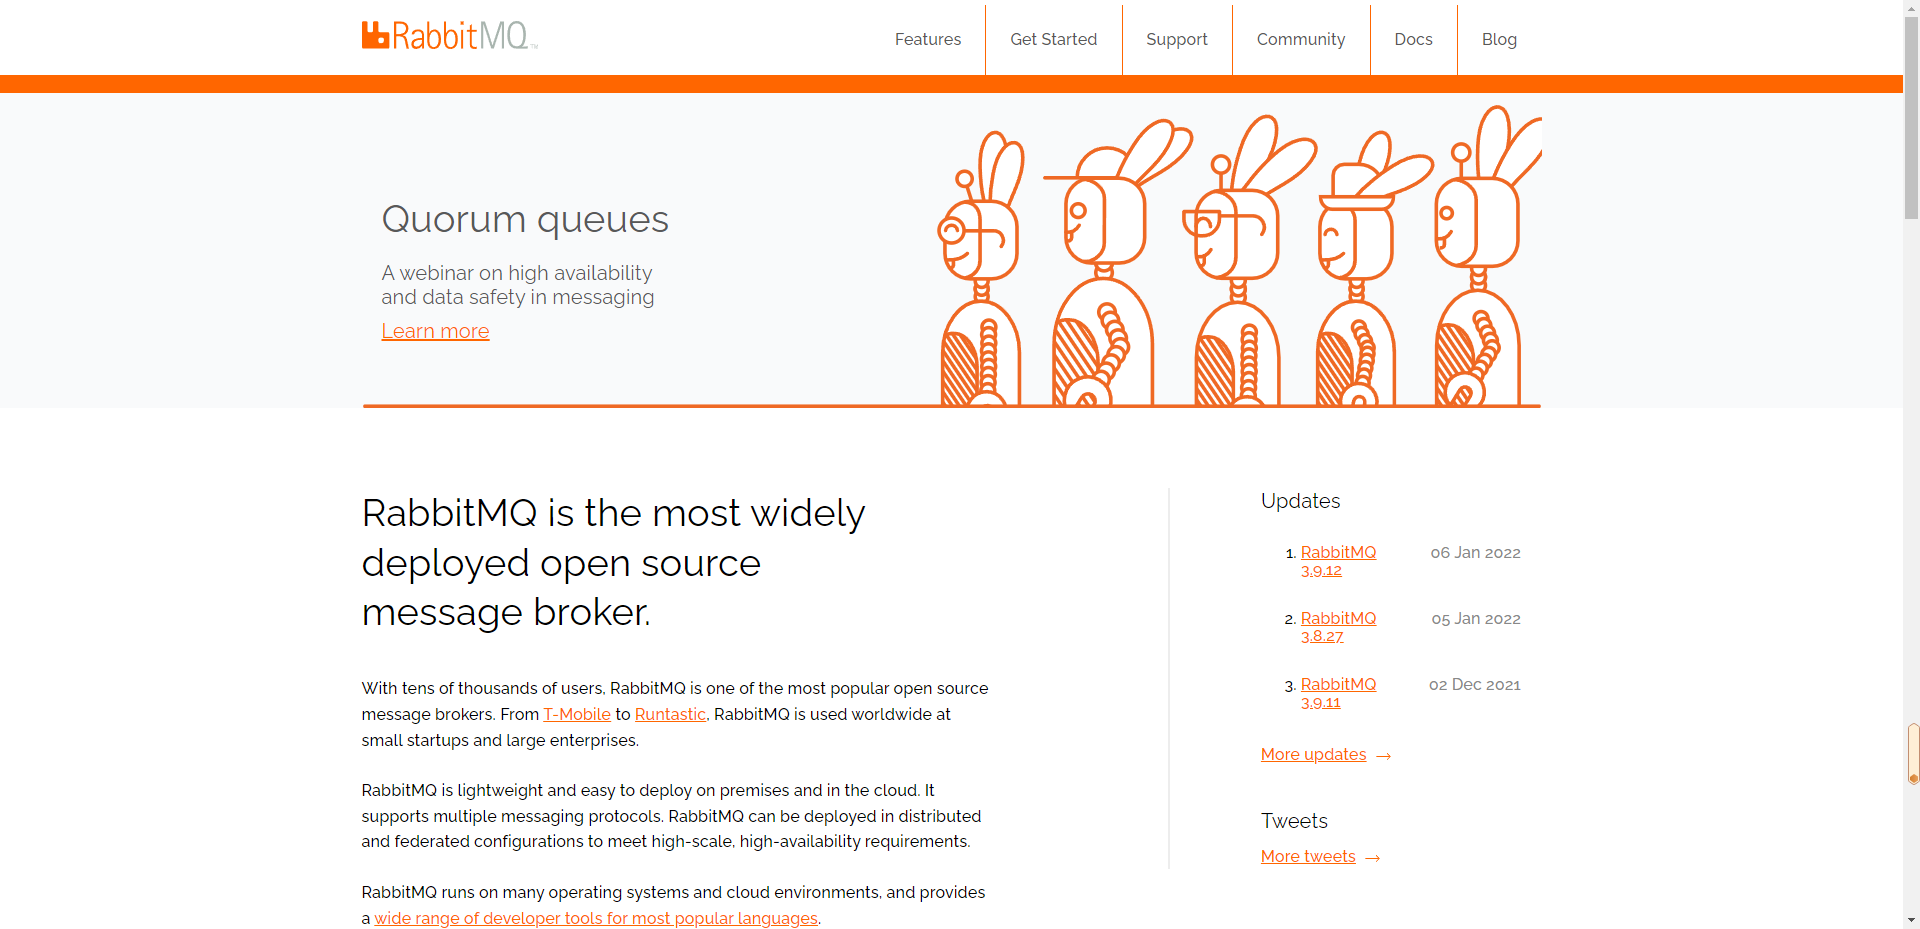 RabbitMQ™
Features
Get Started
Support
Community
Docs
Blog
Quorum queues
A webinar on high availability
and data safety in messaging
Learn more
RabbitMQ is the most widely
deployed open source
message broker.
With tens of thousands of users, RabbitMQ is one of the most popular open source
message brokers. From T-Mobile to Runtastic, RabbitMQ is used worldwide at
small startups and large enterprises.
RabbitMQ is lightweight and easy to deploy on premises and in the cloud. It
supports multiple messaging protocols. RabbitMQ can be deployed in distributed
and federated configurations to meet high-scale, high-availability requirements.
RabbitMQ runs on many operating systems and cloud environments, and provides
a wide range of developer tools for most popular languages.
Updates
1. RabbitMQ 06 Jan 2022
3.9.12
2. RabbitMQ 05 Jan 2022
3.8.27
3. RabbitMQ 02 Dec 2021
3.9.11
More updates →
Tweets
More tweets →